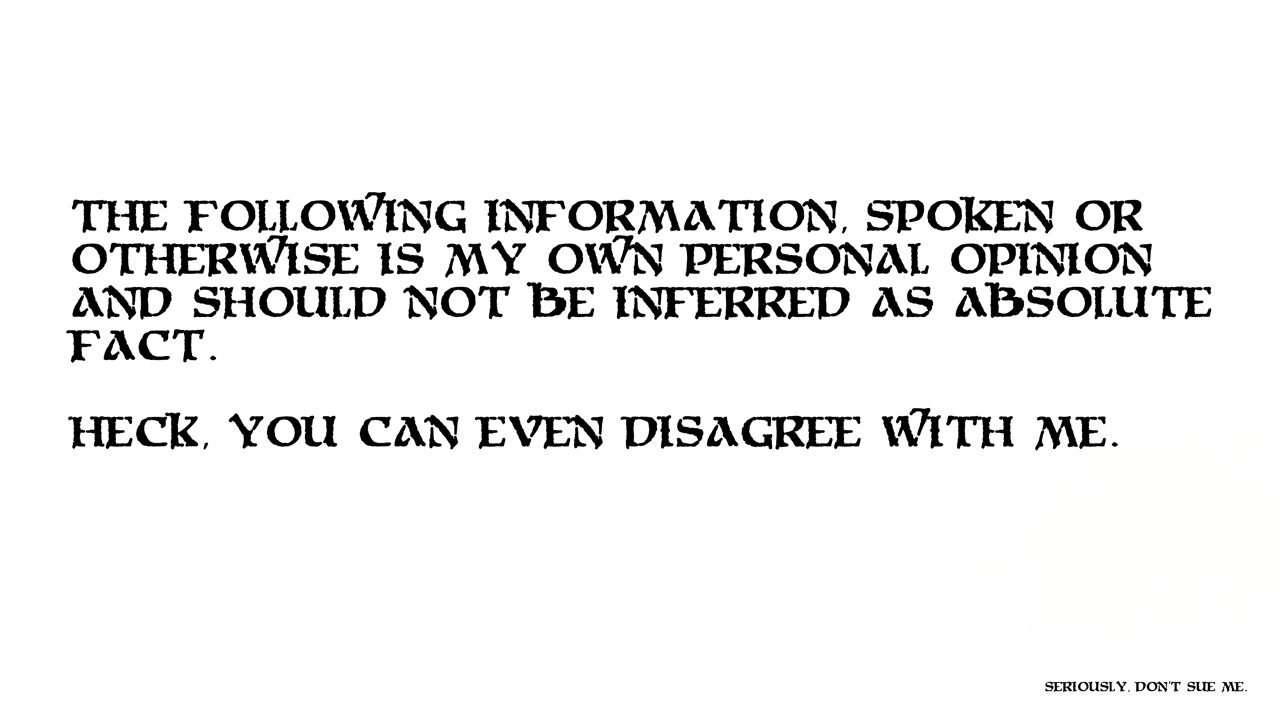 THE FOLLOWING INFORMATION, SPOKEN OR
OTHERWISE IS MY OWN PERSONAL OPINION
AND SHOULD NOT BE INFERRED AS ABSOLUTE
FACT.
HECK, YOU CAN EVEN DISAGREE WITH ME.
SERIOUSLY, DON'T SUE ME.